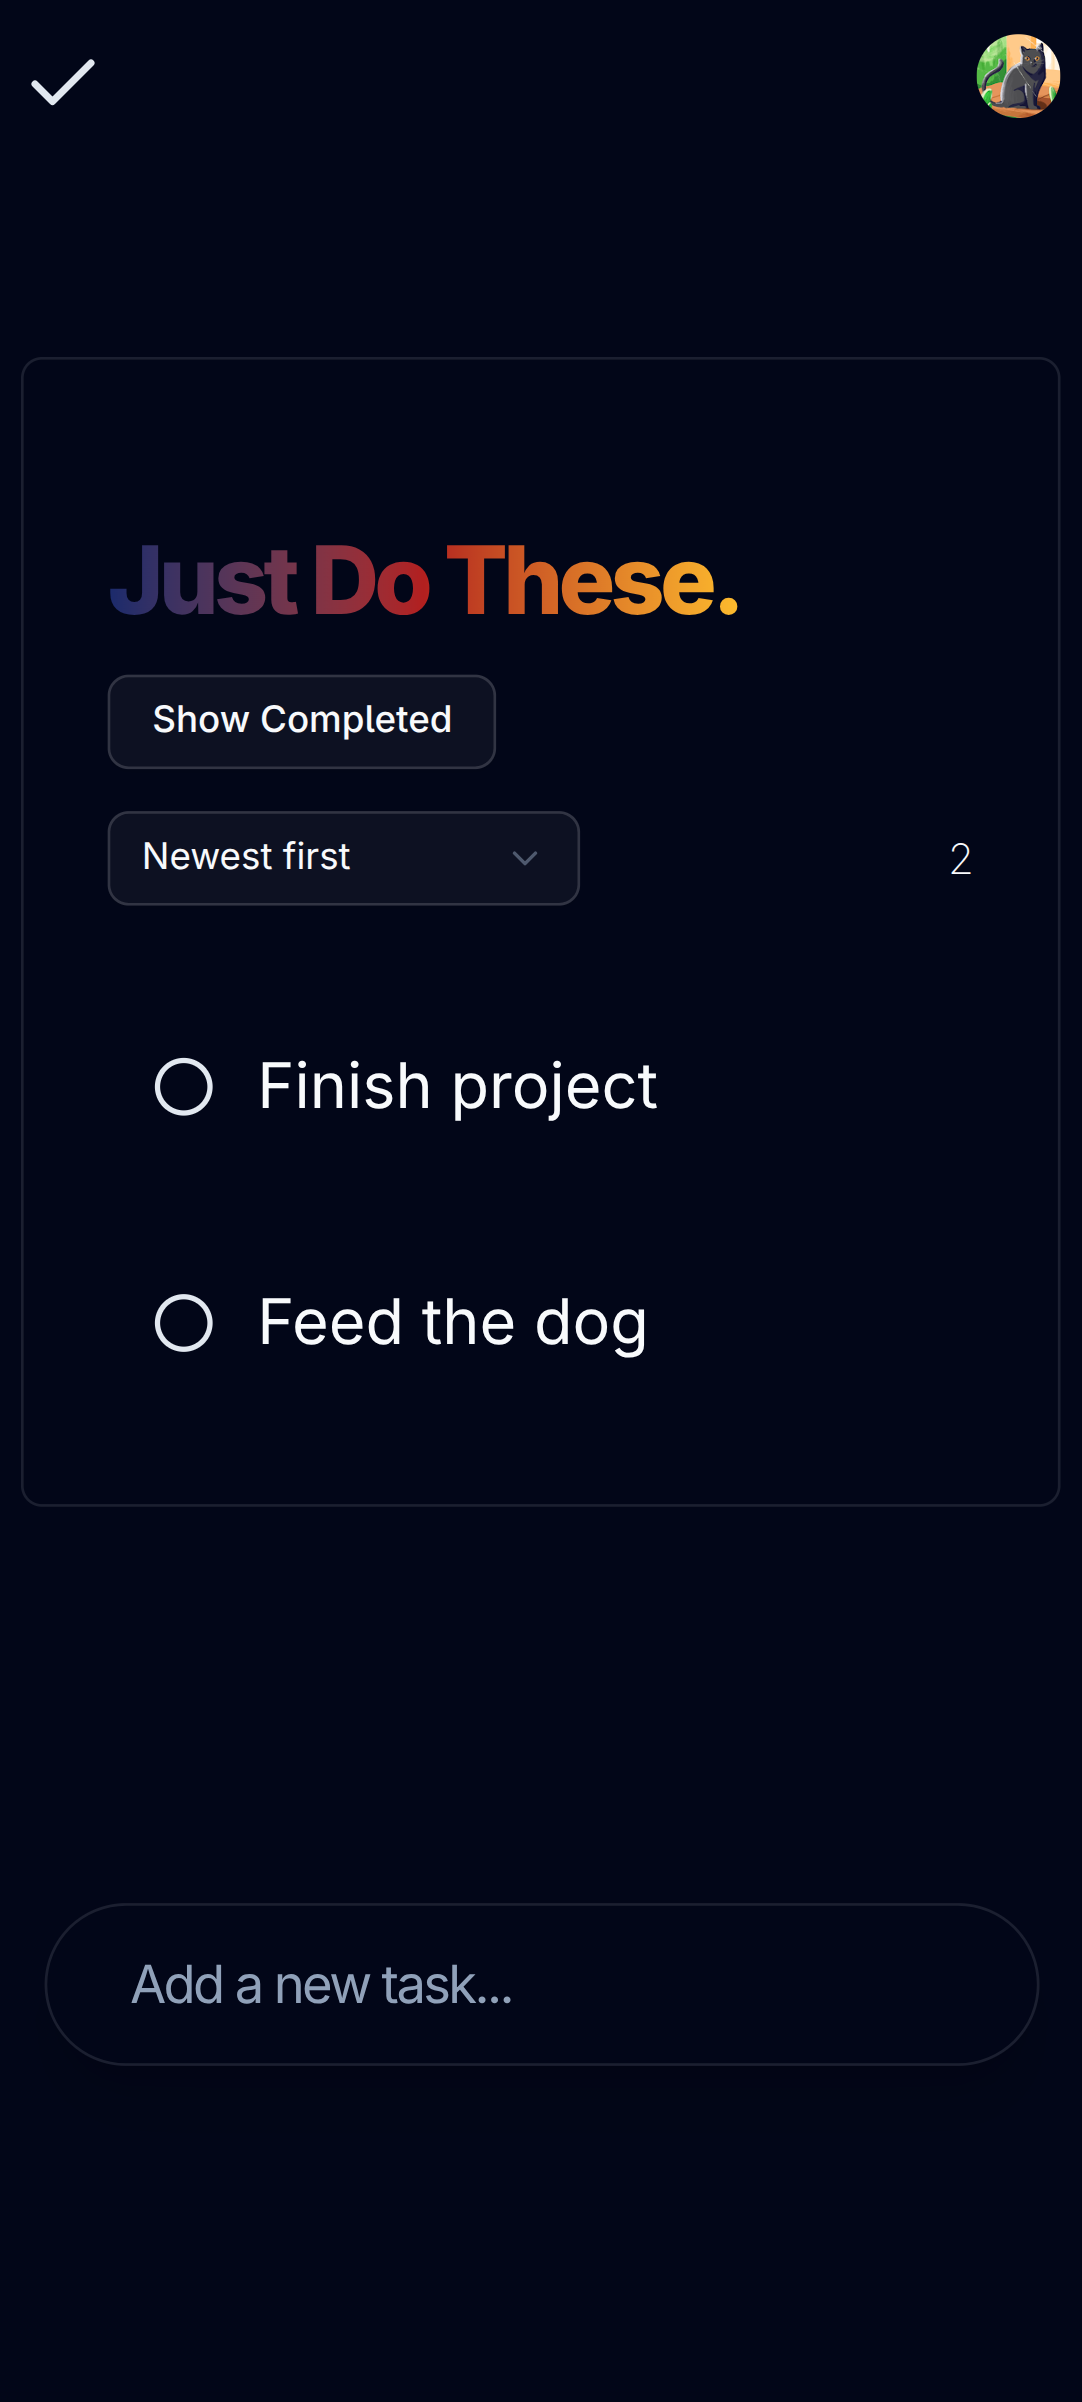 Just Do These.
Show Completed
Newest first
2
Finish project
Feed the dog
Add a new task...